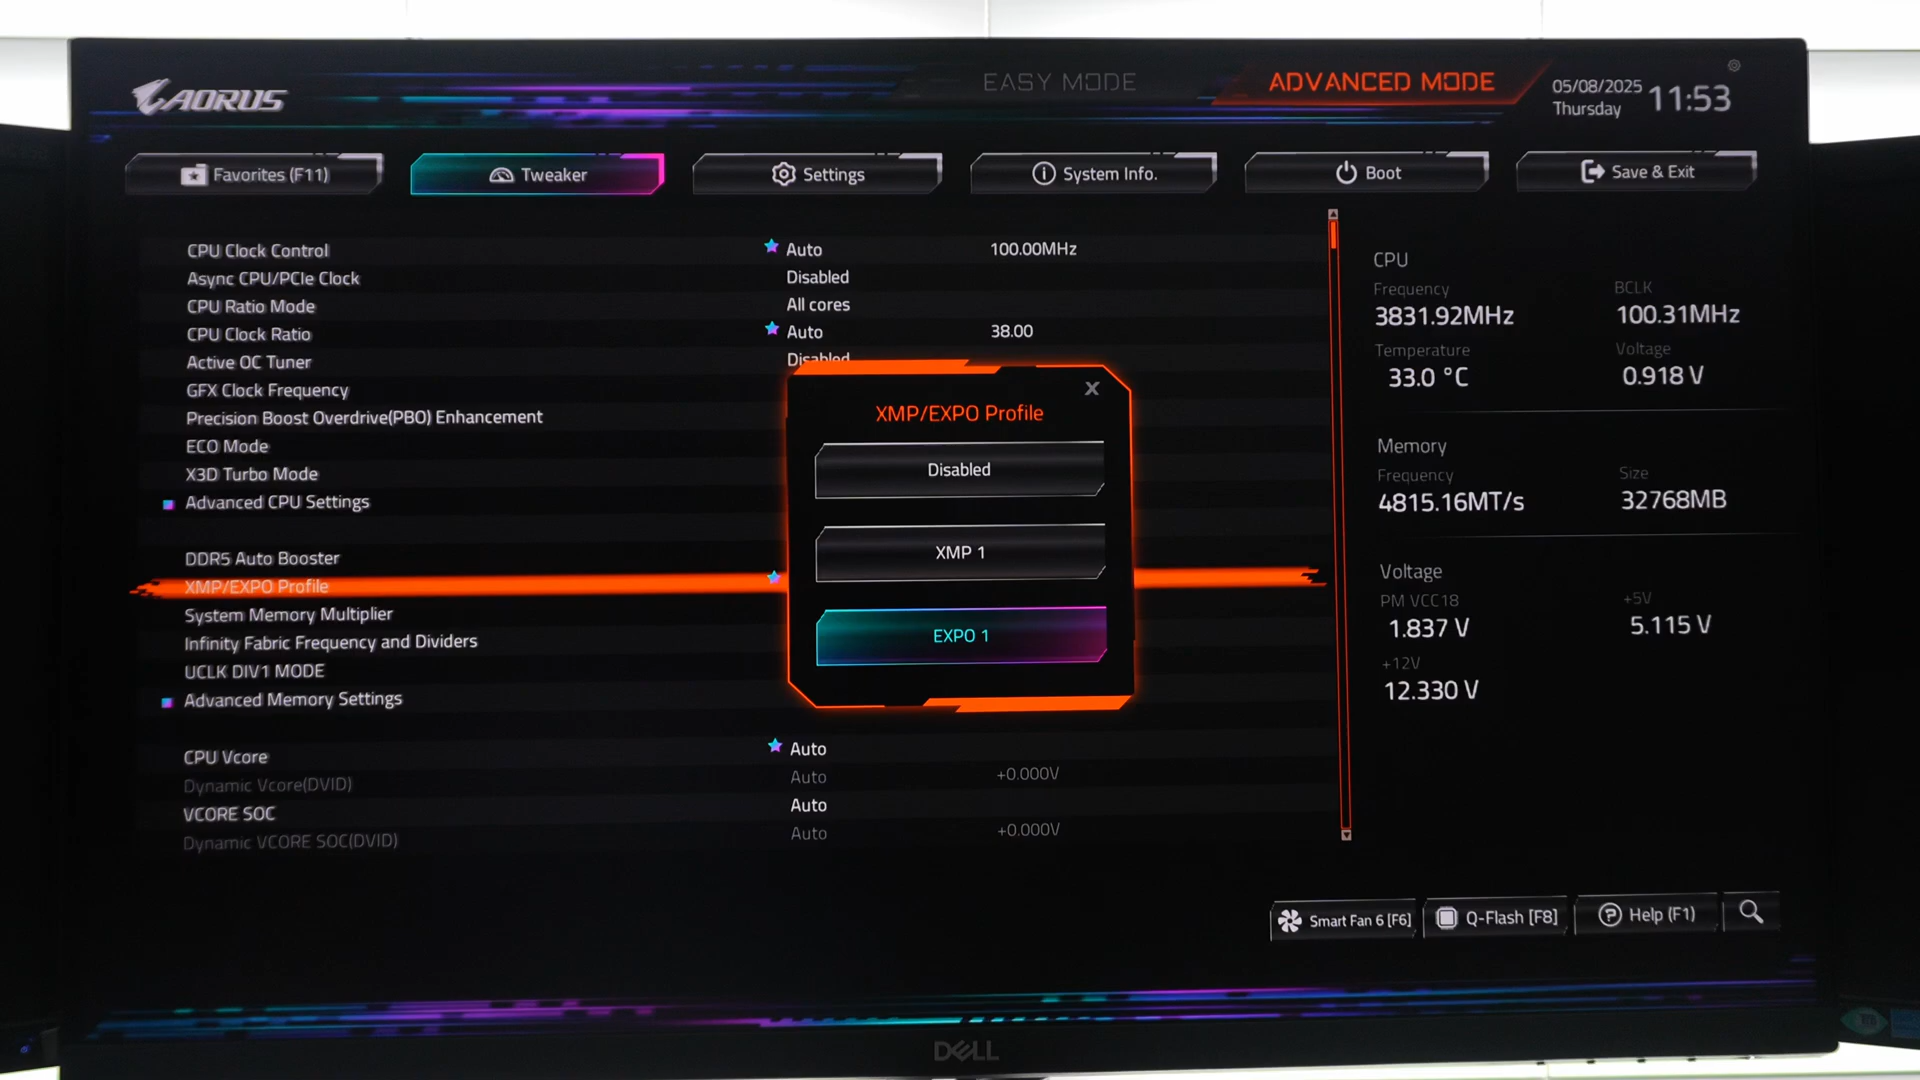 AORUS
EASY MODE
ADVANCED MODE
05/08/2025
Thursday
11:53
Favorites (F11)
Tweaker
Settings
System Info.
Boot
Save & Exit
CPU Clock Control Auto 100.00MHz
Async CPU/PCIe Clock Disabled
CPU Ratio Mode All cores
CPU Clock Ratio Auto 38.00
Active OC Tuner Disabled
GFX Clock Frequency
Precision Boost Overdrive(PBO) Enhancement
ECO Mode
X3D Turbo Mode
Advanced CPU Settings
DDR5 Auto Booster
XMP/EXPO Profile
System Memory Multiplier
Infinity Fabric Frequency and Dividers
UCLK DIV1 MODE
Advanced Memory Settings
CPU Vcore Auto
Dynamic Vcore(DVID) Auto +0.000V
VCORE SOC Auto
Dynamic VCORE SOC(DVID) Auto +0.000V
X
XMP/EXPO Profile
Disabled
XMP 1
EXPO 1
CPU
Frequency BCLK
3831.92MHz 100.31MHz
Temperature Voltage
33.0 °C 0.918 V
Memory
Frequency Size
4815.16MT/s 32768MB
Voltage
PM VCC18 +5V
1.837 V 5.115 V
+12V
12.330 V
Smart Fan 6 [F6]
Q-Flash [F8]
Help (F1)
DELL